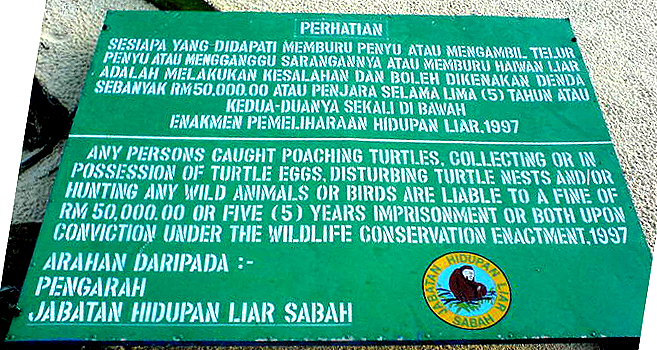 PERHATIAN
SESIAPA YANG DIDAPATI MEMBURU PENYU ATAU MENGAMBIL TELUR
PENYU ATAU MENGGANGGU SARANGANNYA ATAU MEMBURU HAIWAN LIAR
ADALAH MELAKUKAN KESALAHAN DAN BOLEH DIKENAKAN DENDA
SEBANYAK RM 50,000.00 ATAU PENJARA SELAMA LIMA (5) TAHUN ATAU
KEDUA-DUANYA SEKALI DI BAWAH
ENAKMEN PEMELIHARAAN HIDUPAN LIAR.1997
ANY PERSONS CAUGHT POACHING TURTLES, COLLECTING OR IN
POSSESSION OF TURTLE EGGS, DISTURBING TURTLE NESTS AND/OR
HUNTING ANY WILD ANIMALS OR BIRDS ARE LIABLE TO A FINE OF
RM 50,000.00 OR FIVE (5) YEARS IMPRISONMENT OR BOTH UPON
CONVICTION UNDER THE WILDLIFE CONSERVATION ENACTMENT.1997
ARAHAN DARIPADA :-
PENGARAH
JABATAN HIDUPAN LIAR SABAH
JABATAN HIDUPAN LIAR
SABAH